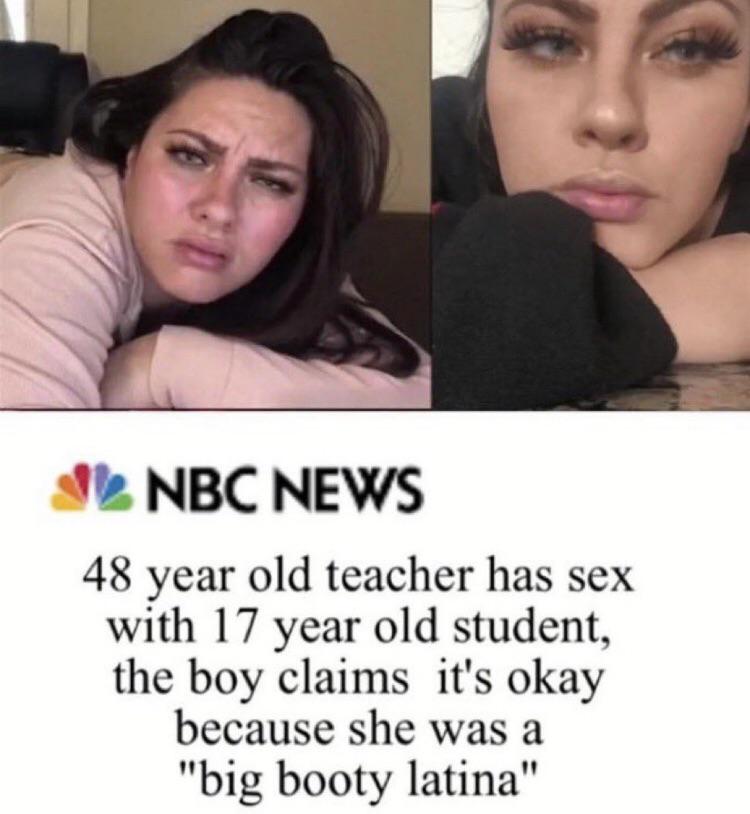 NBC NEWS
48 year old teacher has sex
with 17 year old student,
the boy claims it's okay
because she was a
"big booty latina"